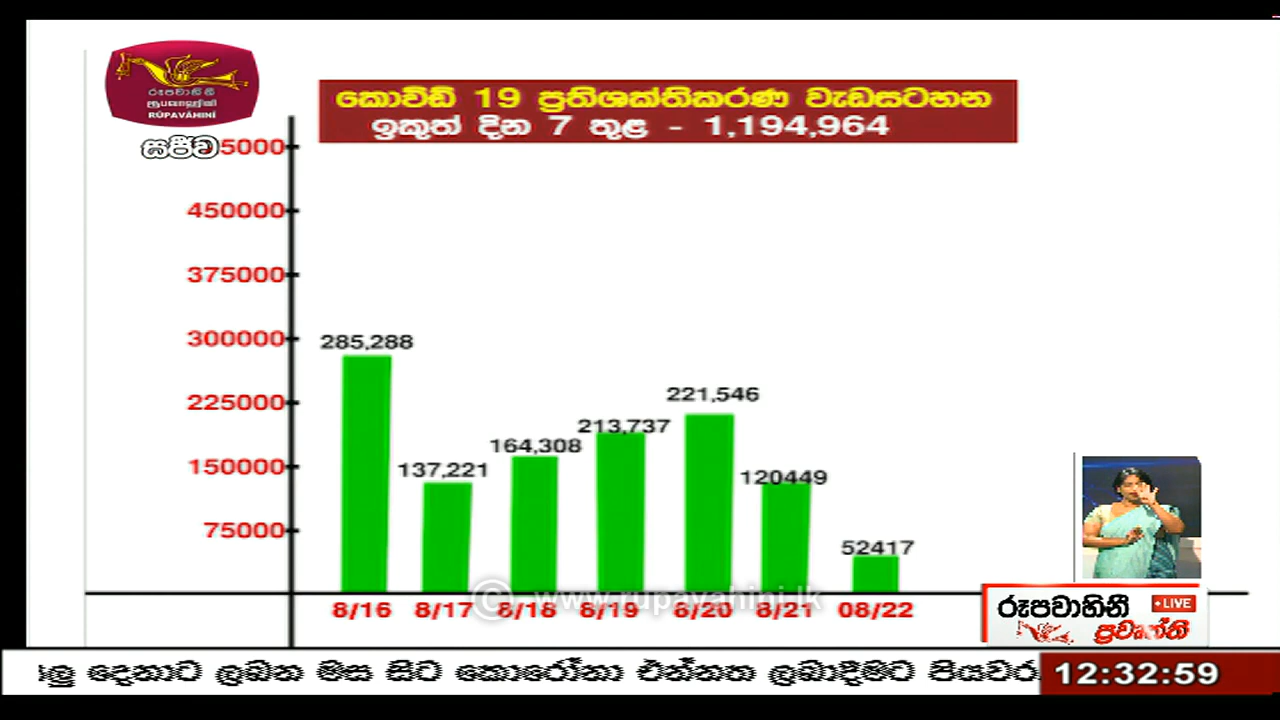 රූපවාහිනී
ரூபவாஹினி
RUPAVAHINI
කොවිඩ් 19 ප්‍රතිශක්තිකරණ වැඩසටහන
ඉකුත් දින 7 තුළ - 1,194,964
සජීව 5000
450000
375000
300000
225000
150000
75000
285,288
137,221
164,308
213,737
221,546
120449
52417
8/16 8/17 8/18 8/19 8/20 8/21 08/22
© www.rupavahini.lk
රූපවාහිනී LIVE
ප්‍රවෘත්ති
දෙනාට ලබන මස සිට කොරෝනා එන්නත ලබාදීමට පියවර 12:32:59